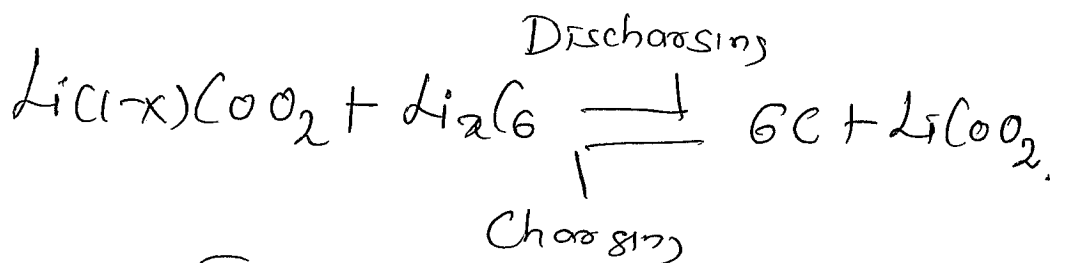 Discharging
Li(1-x)CoO₂ + LiₓC6 ⇌ 6C + LiCoO₂.
Charging